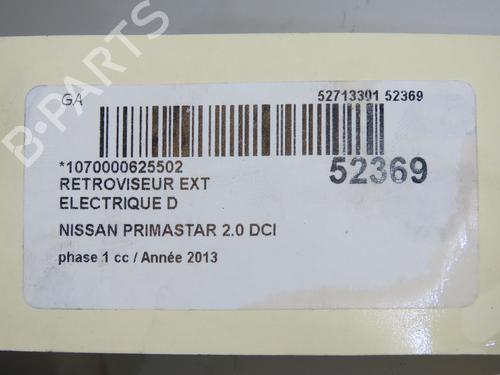 GA
52713301 52369
*1070000625502
52369
RETROVISEUR EXT
ELECTRIQUE D
NISSAN PRIMASTAR 2.0 DCI
phase 1 cc / Année 2013
B-PARTS